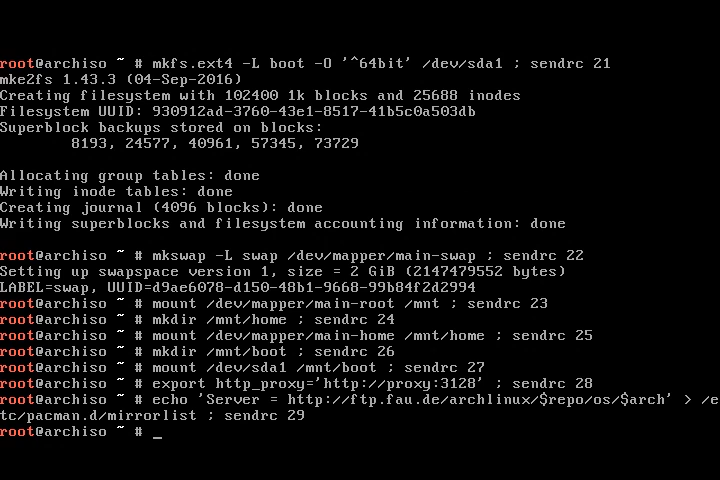 root@archiso ~ # mkfs.ext4 -L boot -O '^64bit' /dev/sda1 ; sendrc 21
mke2fs 1.43.3 (04-Sep-2016)
Creating filesystem with 102400 1k blocks and 25688 inodes
Filesystem UUID: 930912ad-3760-43e1-8517-41b5c0a503db
Superblock backups stored on blocks:
        8193, 24577, 40961, 57345, 73729

Allocating group tables: done
Writing inode tables: done
Creating journal (4096 blocks): done
Writing superblocks and filesystem accounting information: done

root@archiso ~ # mkswap -L swap /dev/mapper/main-swap ; sendrc 22
Setting up swapspace version 1, size = 2 GiB (2147479552 bytes)
LABEL=swap, UUID=d9ae6078-d150-48b1-9668-99b84f2d2994
root@archiso ~ # mount /dev/mapper/main-root /mnt ; sendrc 23
root@archiso ~ # mkdir /mnt/home ; sendrc 24
root@archiso ~ # mount /dev/mapper/main-home /mnt/home ; sendrc 25
root@archiso ~ # mkdir /mnt/boot ; sendrc 26
root@archiso ~ # mount /dev/sda1 /mnt/boot ; sendrc 27
root@archiso ~ # export http_proxy='http://proxy:3128' ; sendrc 28
root@archiso ~ # echo 'Server = http://ftp.fau.de/archlinux/$repo/os/$arch' > /e
tc/pacman.d/mirrorlist ; sendrc 29
root@archiso ~ # _